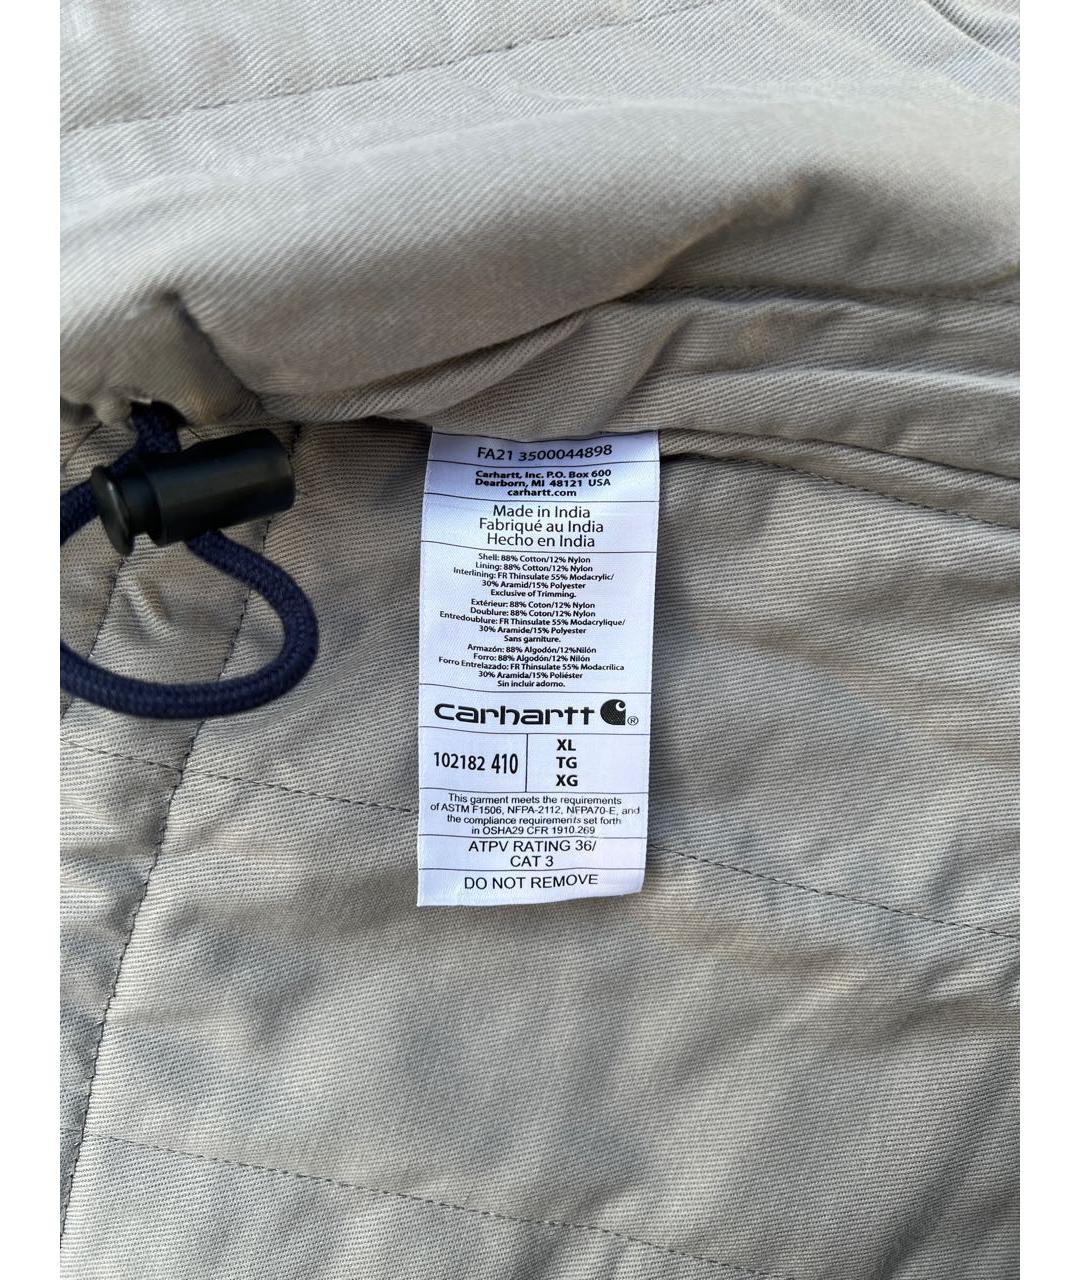 FA21 3500044898
Carhartt, Inc. P.O. Box 600
Dearborn, MI 48121 USA
carhartt.com
Made in India
Fabriqué au India
Hecho en India
Shell: 88% Cotton/12% Nylon
Lining: 88% Cotton/12% Nylon
Interlining: FR Thinsulate 55% Modacrylic/
30% Aramid/15% Polyester
Exclusive of Trimming.
Extérieur: 88% Coton/12% Nylon
Doublure: 88% Coton/12% Nylon
Entredoublure: FR Thinsulate 55% Modacrylique/
30% Aramide/15% Polyester
Sans garniture.
Armazón: 88% Algodón/12%Nilón
Forro: 88% Algodón/12% Nilón
Forro Entrelazado: FR Thinsulate 55% Modacrílica
30% Aramida/15% Poliéster
Sin incluir adorno.
carhartt ®
102182 410
XL
TG
XG
This garment meets the requirements
of ASTM F1506, NFPA-2112, NFPA70-E, and
the compliance requirements set forth
in OSHA29 CFR 1910.269
ATPV RATING 36/
CAT 3
DO NOT REMOVE